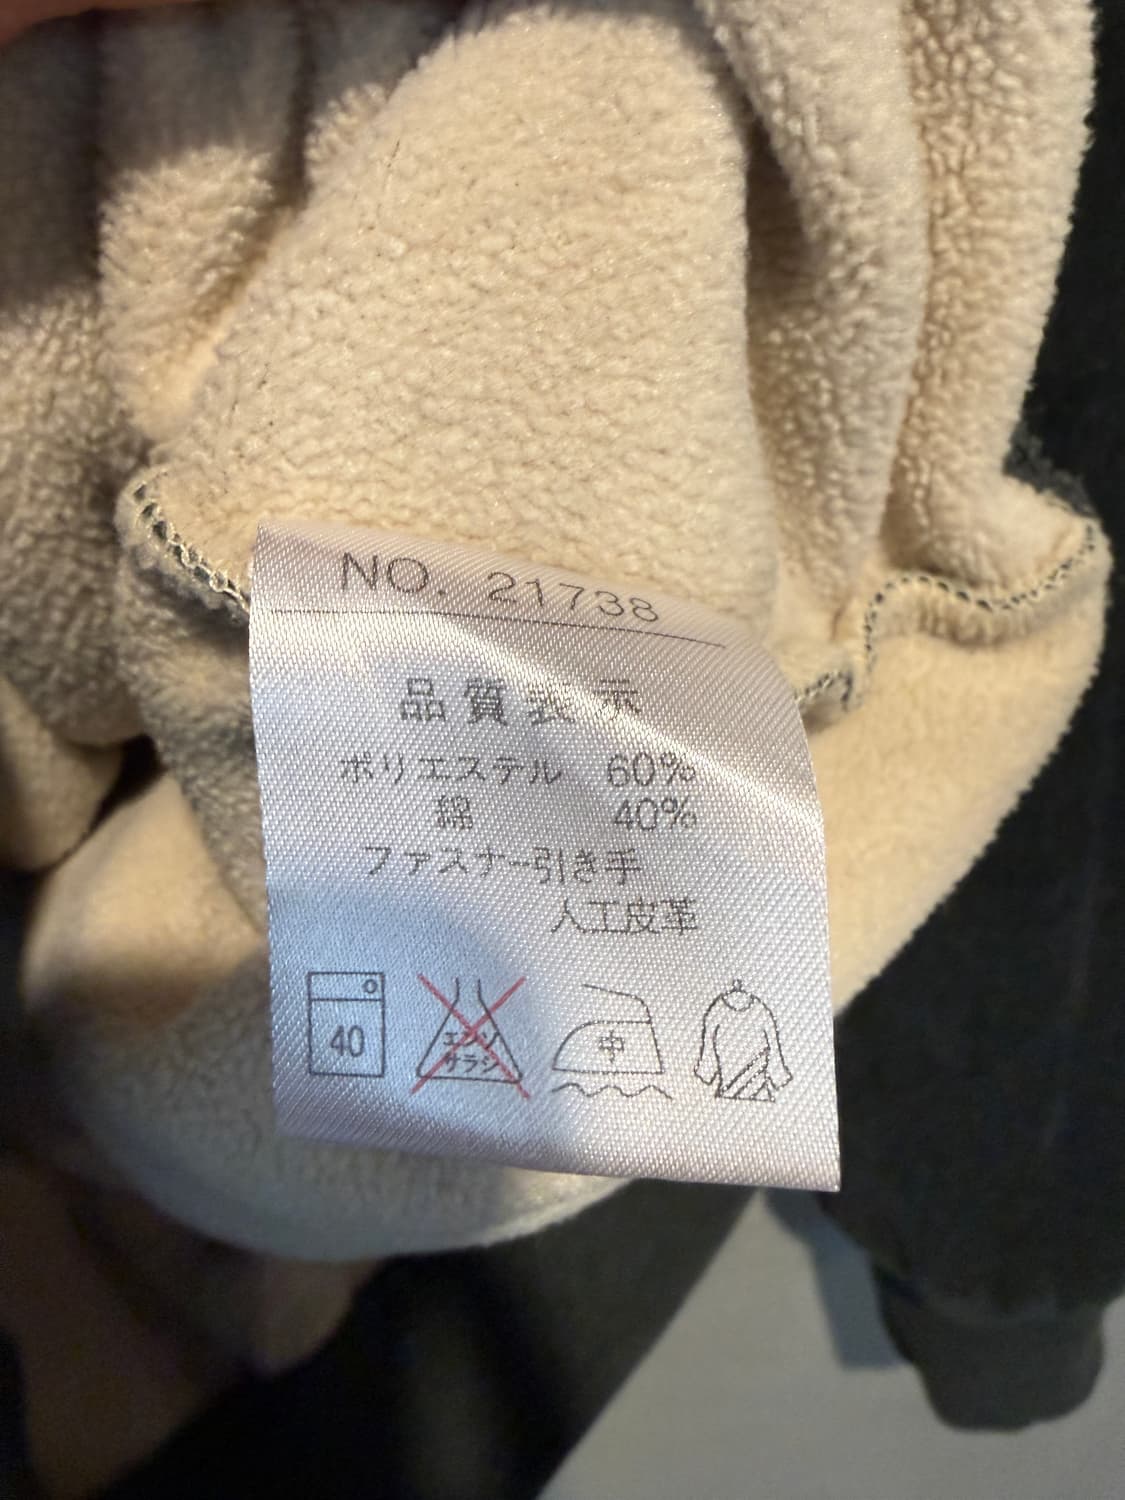 NO. 21738
品質表示
ポリエステル 60%
綿 40%
ファスナー引き手
人工皮革
40
エンソ
サラシ
中